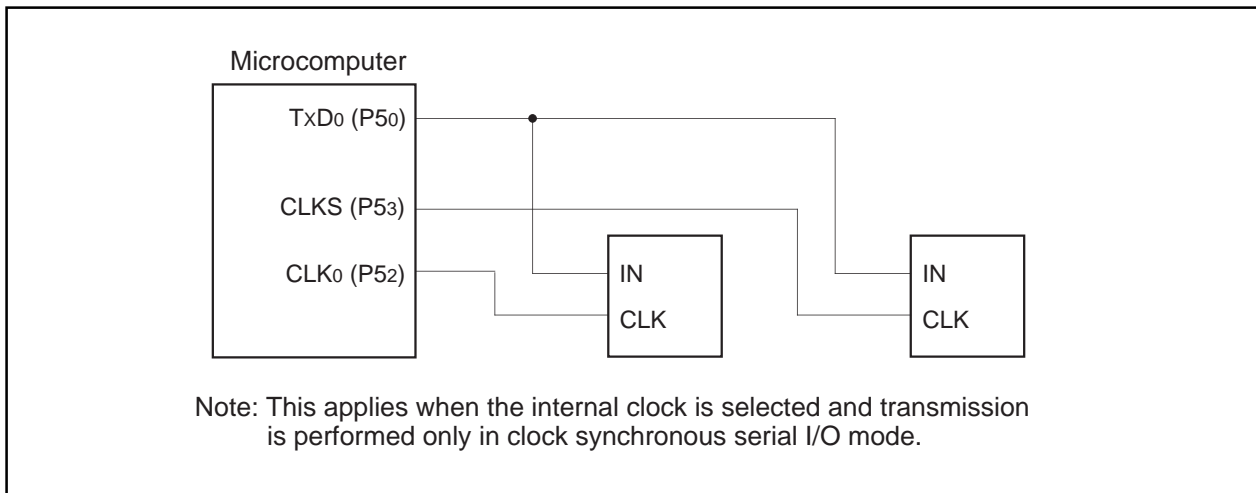 Microcomputer
TxD0 (P50)
CLKS (P53)
CLK0 (P52)
IN
CLK
IN
CLK
Note: This applies when the internal clock is selected and transmission
is performed only in clock synchronous serial I/O mode.